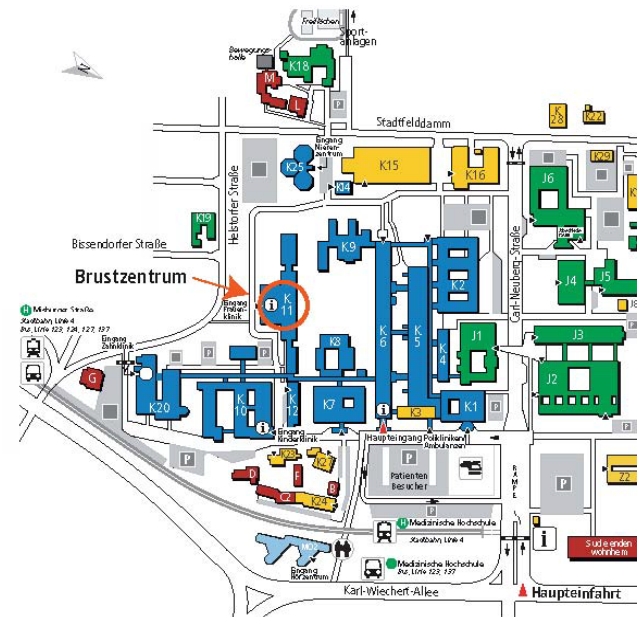 Freiflächen
Sport-
anlagen
Bewegungs-
halle
K18
M
L
P
Stadtfelddamm
K
28
K22
Eingang
Nieren-
zentrum
K25
K15
K16
K29
K14
J6
P
Helstorfer Straße
K19
Bissendorfer Straße
K9
K2
Carl-Neuberg-Straße
J4
J5
Brustzentrum
i
K
11
Eingang
Frauen-
klinik
K
6
K
5
H Misburger Straße
Stadtbahn, Linie 4
Bus, Linie 123, 124, 127, 137
Eingang
Zahnklinik
P
P
K8
K
4
J1
J3
J2
G
K20
K
10
K
12
K7
i
K3
K1
P
i
Eingang
Kinderklinik
Haupteingang
Polikliniken/
Ambulanzen
P
K23
K27
D
F
B
C2
K24
P
Patienten
Besucher
RAMPE
P
Z2
P
H Medizinische Hochschule
Stadtbahn, Linie 4
i
Eingang
Hörzentrum
Medizinische Hochschule
Bus, Linie 123, 137
Karl-Wiechert-Allee
Haupteinfahrt